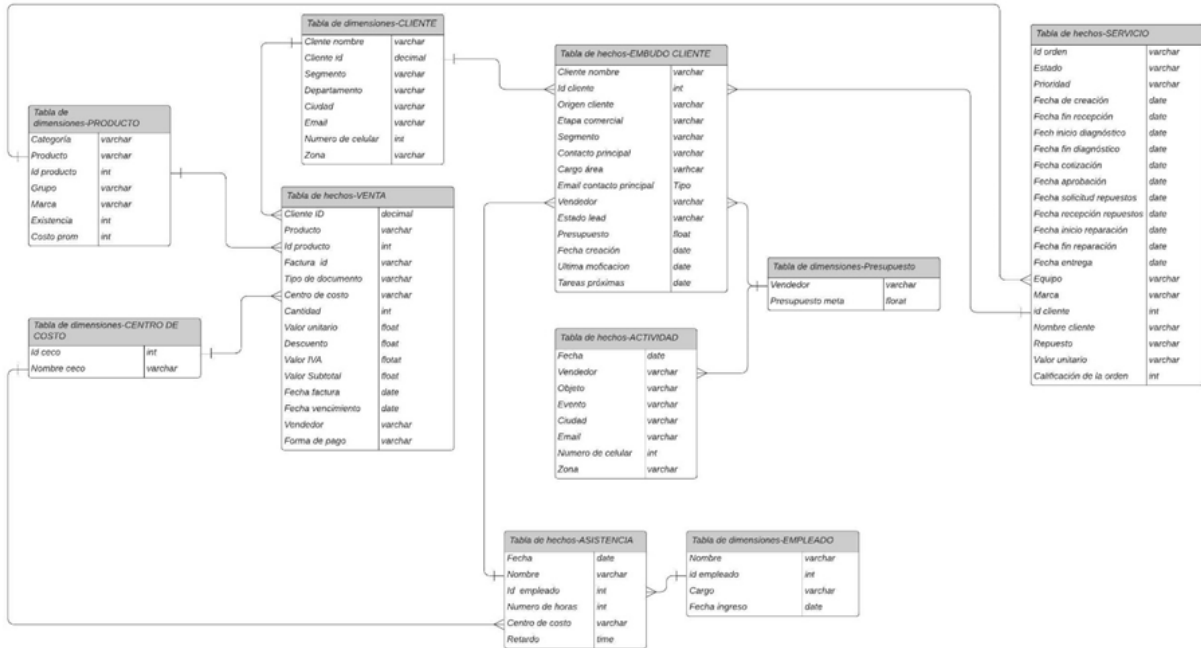 Tabla de dimensiones-CLIENTE
Clente nombre varchar
Cliente id decimal
Segmento varchar
Departamento varchar
Ciudad varchar
Email varchar
Numero de celular int
Zona varchar
Tabla de hechos-EMBUDO CLIENTE
Cliente nombre varchar
Id cliente int
Origen cliente varchar
Etapa comercial varchar
Segmento varchar
Contacto principal varchar
Cargo área varhcar
Email contacto principal Tipo
Vendedor varchar
Estado lead varchar
Presupuesto float
Fecha creación date
Ultima moficacion date
Tareas próximas date
Tabla de hechos-SERVICIO
Id orden varchar
Estado varchar
Prioridad varchar
Fecha de creación date
Fecha fin recepción date
Fech inicio diagnóstico date
Fecha fin diagnóstico date
Fecha cotización date
Fecha aprobación date
Fecha solicitud repuestos date
Fecha recepción repuestos date
Fecha inicio reparación date
Fecha fin reparación date
Fecha entrega date
Equipo varchar
Marca varchar
id cliente int
Nombre cliente varchar
Repuesto varchar
Valor unitario varchar
Calificación de la orden int
Tabla de
dimensiones-PRODUCTO
Categoría varchar
Producto varchar
Id producto int
Grupo varchar
Marca varchar
Existencia int
Costo prom int
Tabla de hechos-VENTA
Cliente ID decimal
Producto varchar
Id producto int
Factura id varchar
Tipo de documento varchar
Centro de costo varchar
Cantidad int
Valor unitario float
Descuento float
Valor IVA flotat
Valor Subtotal float
Fecha factura date
Fecha vencimiento date
Vendedor varchar
Forma de pago varchar
Tabla de dimensiones-Presupuesto
Vendedor varchar
Presupuesto meta florat
Tabla de dimensiones-CENTRO DE
COSTO
Id ceco int
Nombre ceco varchar
Tabla de hechos-ACTIVIDAD
Fecha date
Vendedor varchar
Objeto varchar
Evento varchar
Ciudad varchar
Email varchar
Numero de celular int
Zona varchar
Tabla de hechos-ASISTENCIA
Fecha date
Nombre varchar
Id empleado int
Numero de horas int
Centro de costo varchar
Retardo time
Tabla de dimensiones-EMPLEADO
Nombre varchar
id empleado int
Cargo varchar
Fecha ingreso date